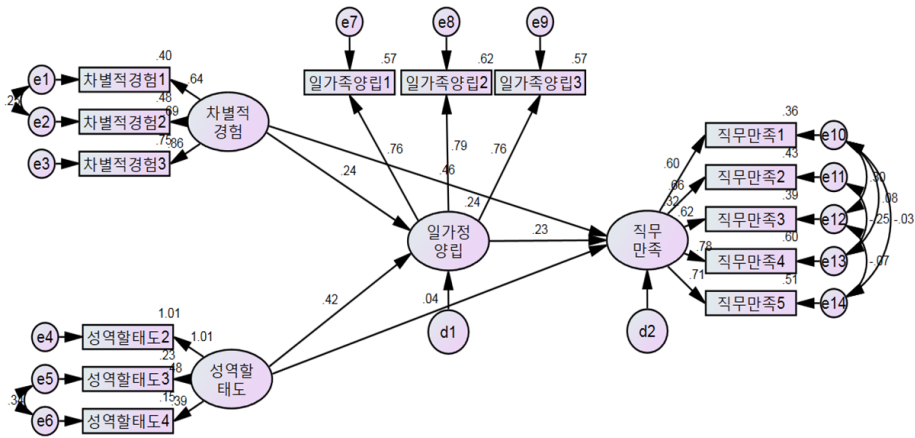 e7
e8
e9
.57
.62
.57
일가족양립1
일가족양립2
일가족양립3
.40
e1
차별적경험1
.64
.48
e2
차별적경험2
.69
.75
e3
차별적경험3
.86
차별적
경험
.76
.79
.76
.46
.24
.24
.23
.42
.04
일가정
양립
d1
직무
만족
.32
d2
.36
.60
직무만족1
e10
.43
.66
직무만족2
e11
.39
.62
직무만족3
e12
.60
.78
직무만족4
e13
.51
.71
직무만족5
e14
.08
-.25
-.03
-.07
1.01
e4
성역할태도2
1.01
.23
e5
성역할태도3
.48
.15
e6
성역할태도4
.39
성역할
태도